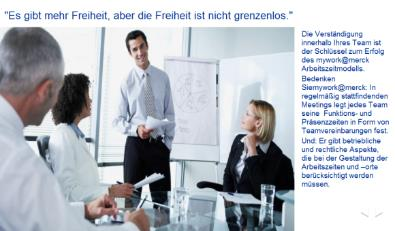 "Es gibt mehr Freiheit, aber die Freiheit ist nicht grenzenlos."
Die Verständigung
innerhalb Ihres Team ist
der Schlüssel zum Erfolg
des mywork@merck
Arbeitszeitmodells.
Bedenken
Siemywork@merck: In
regelmäßig stattfindenden
Meetings legt jedes Team
seine Funktions- und
Präsenzzeiten in Form von
Teamvereinbarungen fest.
Und: Er gibt betriebliche
und rechtliche Aspekte,
die bei der Gestaltung der
Arbeitszeiten und –orte
berücksichtigt werden
müssen.